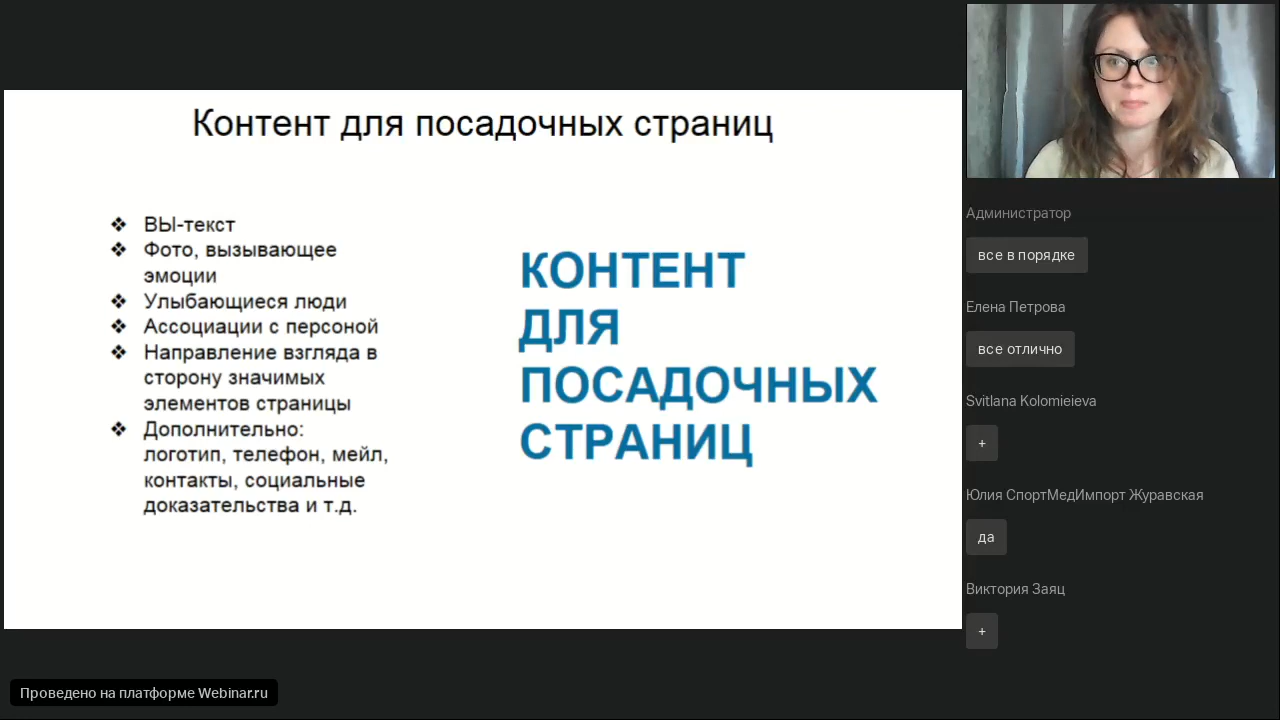 Контент для посадочных страниц
❖ ВЫ-текст
❖ Фото, вызывающее
эмоции
❖ Улыбающиеся люди
❖ Ассоциации с персоной
❖ Направление взгляда в
сторону значимых
элементов страницы
❖ Дополнительно:
логотип, телефон, мейл,
контакты, социальные
доказательства и т.д.
КОНТЕНТ
ДЛЯ
ПОСАДОЧНЫХ
СТРАНИЦ
Администратор
все в порядке
Елена Петрова
все отлично
Svitlana Kolomieieva
+
Юлия СпортМедИмпорт Журавская
да
Виктория Заяц
+
Проведено на платформе Webinar.ru